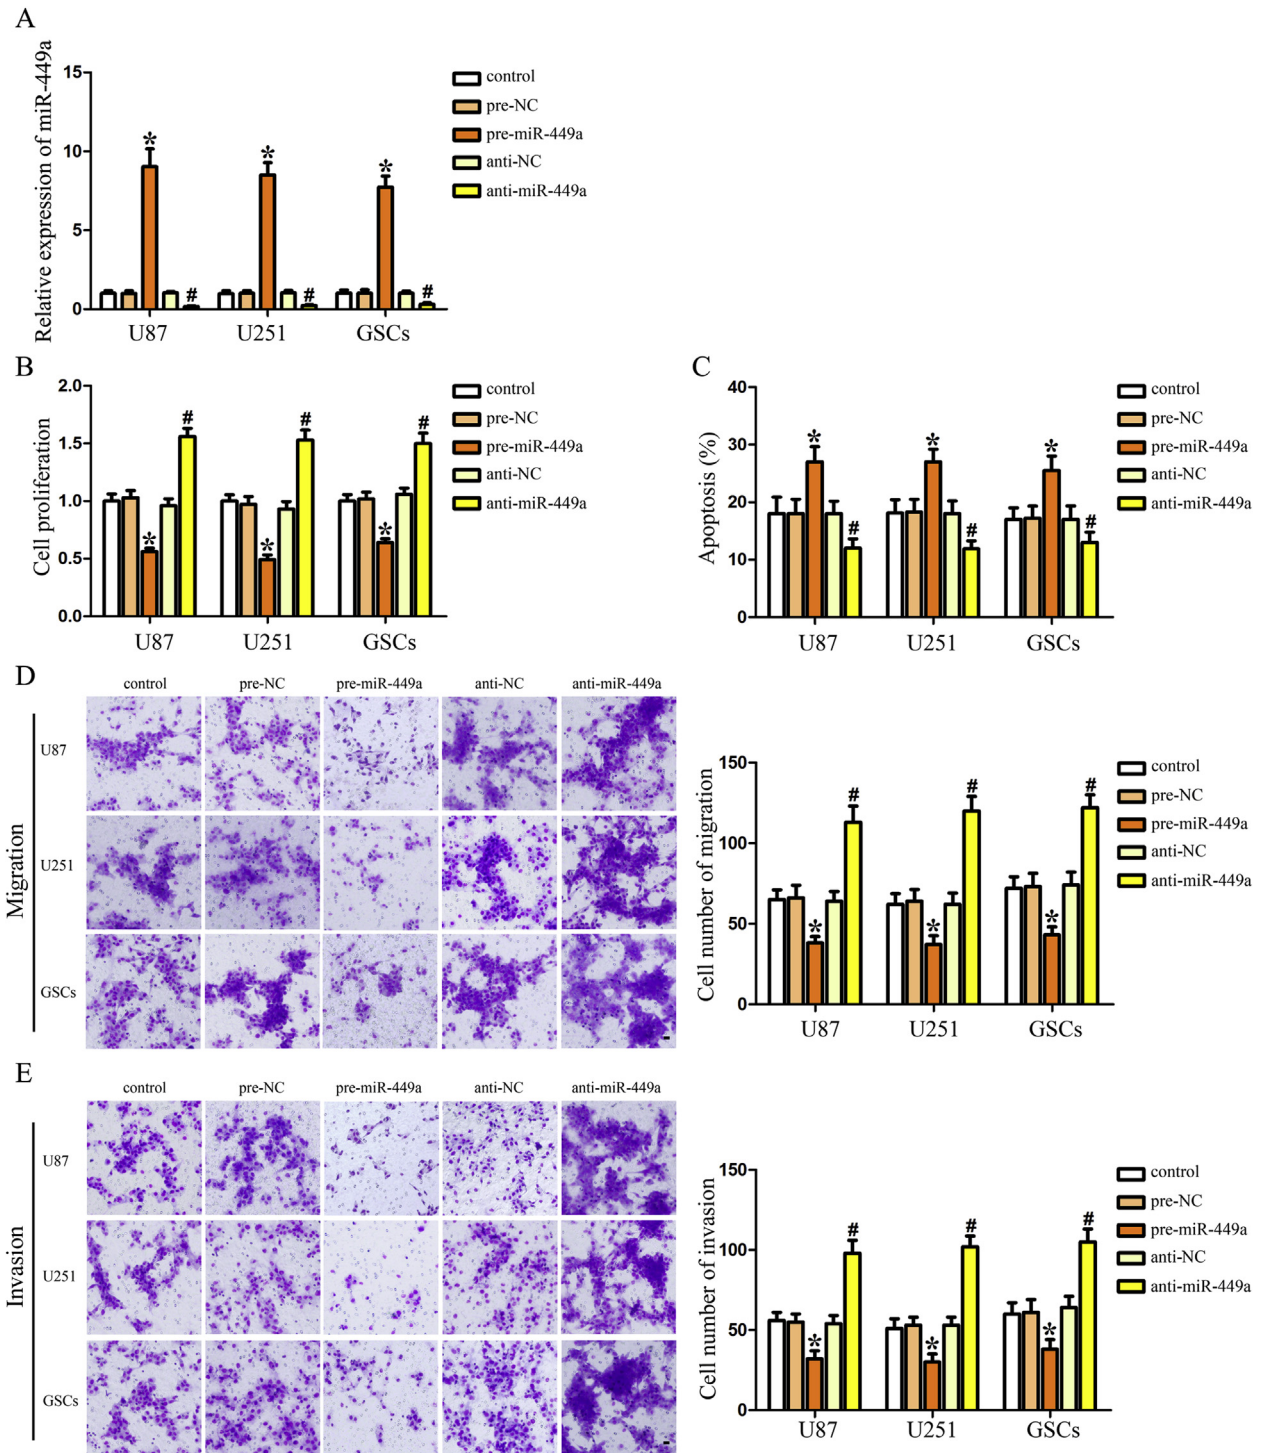 A
Relative expression of miR-449a
15
10
5
0
*
#
*
#
*
#
U87
U251
GSCs
control
pre-NC
pre-miR-449a
anti-NC
anti-miR-449a
B
Cell proliferation
2.0
1.5
1.0
0.5
0.0
*
#
*
#
*
#
U87
U251
GSCs
control
pre-NC
pre-miR-449a
anti-NC
anti-miR-449a
C
Apoptosis (%)
40
30
20
10
0
*
#
*
#
*
#
U87
U251
GSCs
control
pre-NC
pre-miR-449a
anti-NC
anti-miR-449a
D
control pre-NC pre-miR-449a anti-NC anti-miR-449a
Migration
U87
U251
GSCs
Cell number of migration
150
100
50
0
*
#
*
#
*
#
U87
U251
GSCs
control
pre-NC
pre-miR-449a
anti-NC
anti-miR-449a
E
control pre-NC pre-miR-449a anti-NC anti-miR-449a
Invasion
U87
U251
GSCs
Cell number of invasion
150
100
50
0
*
#
*
#
*
#
U87
U251
GSCs
control
pre-NC
pre-miR-449a
anti-NC
anti-miR-449a